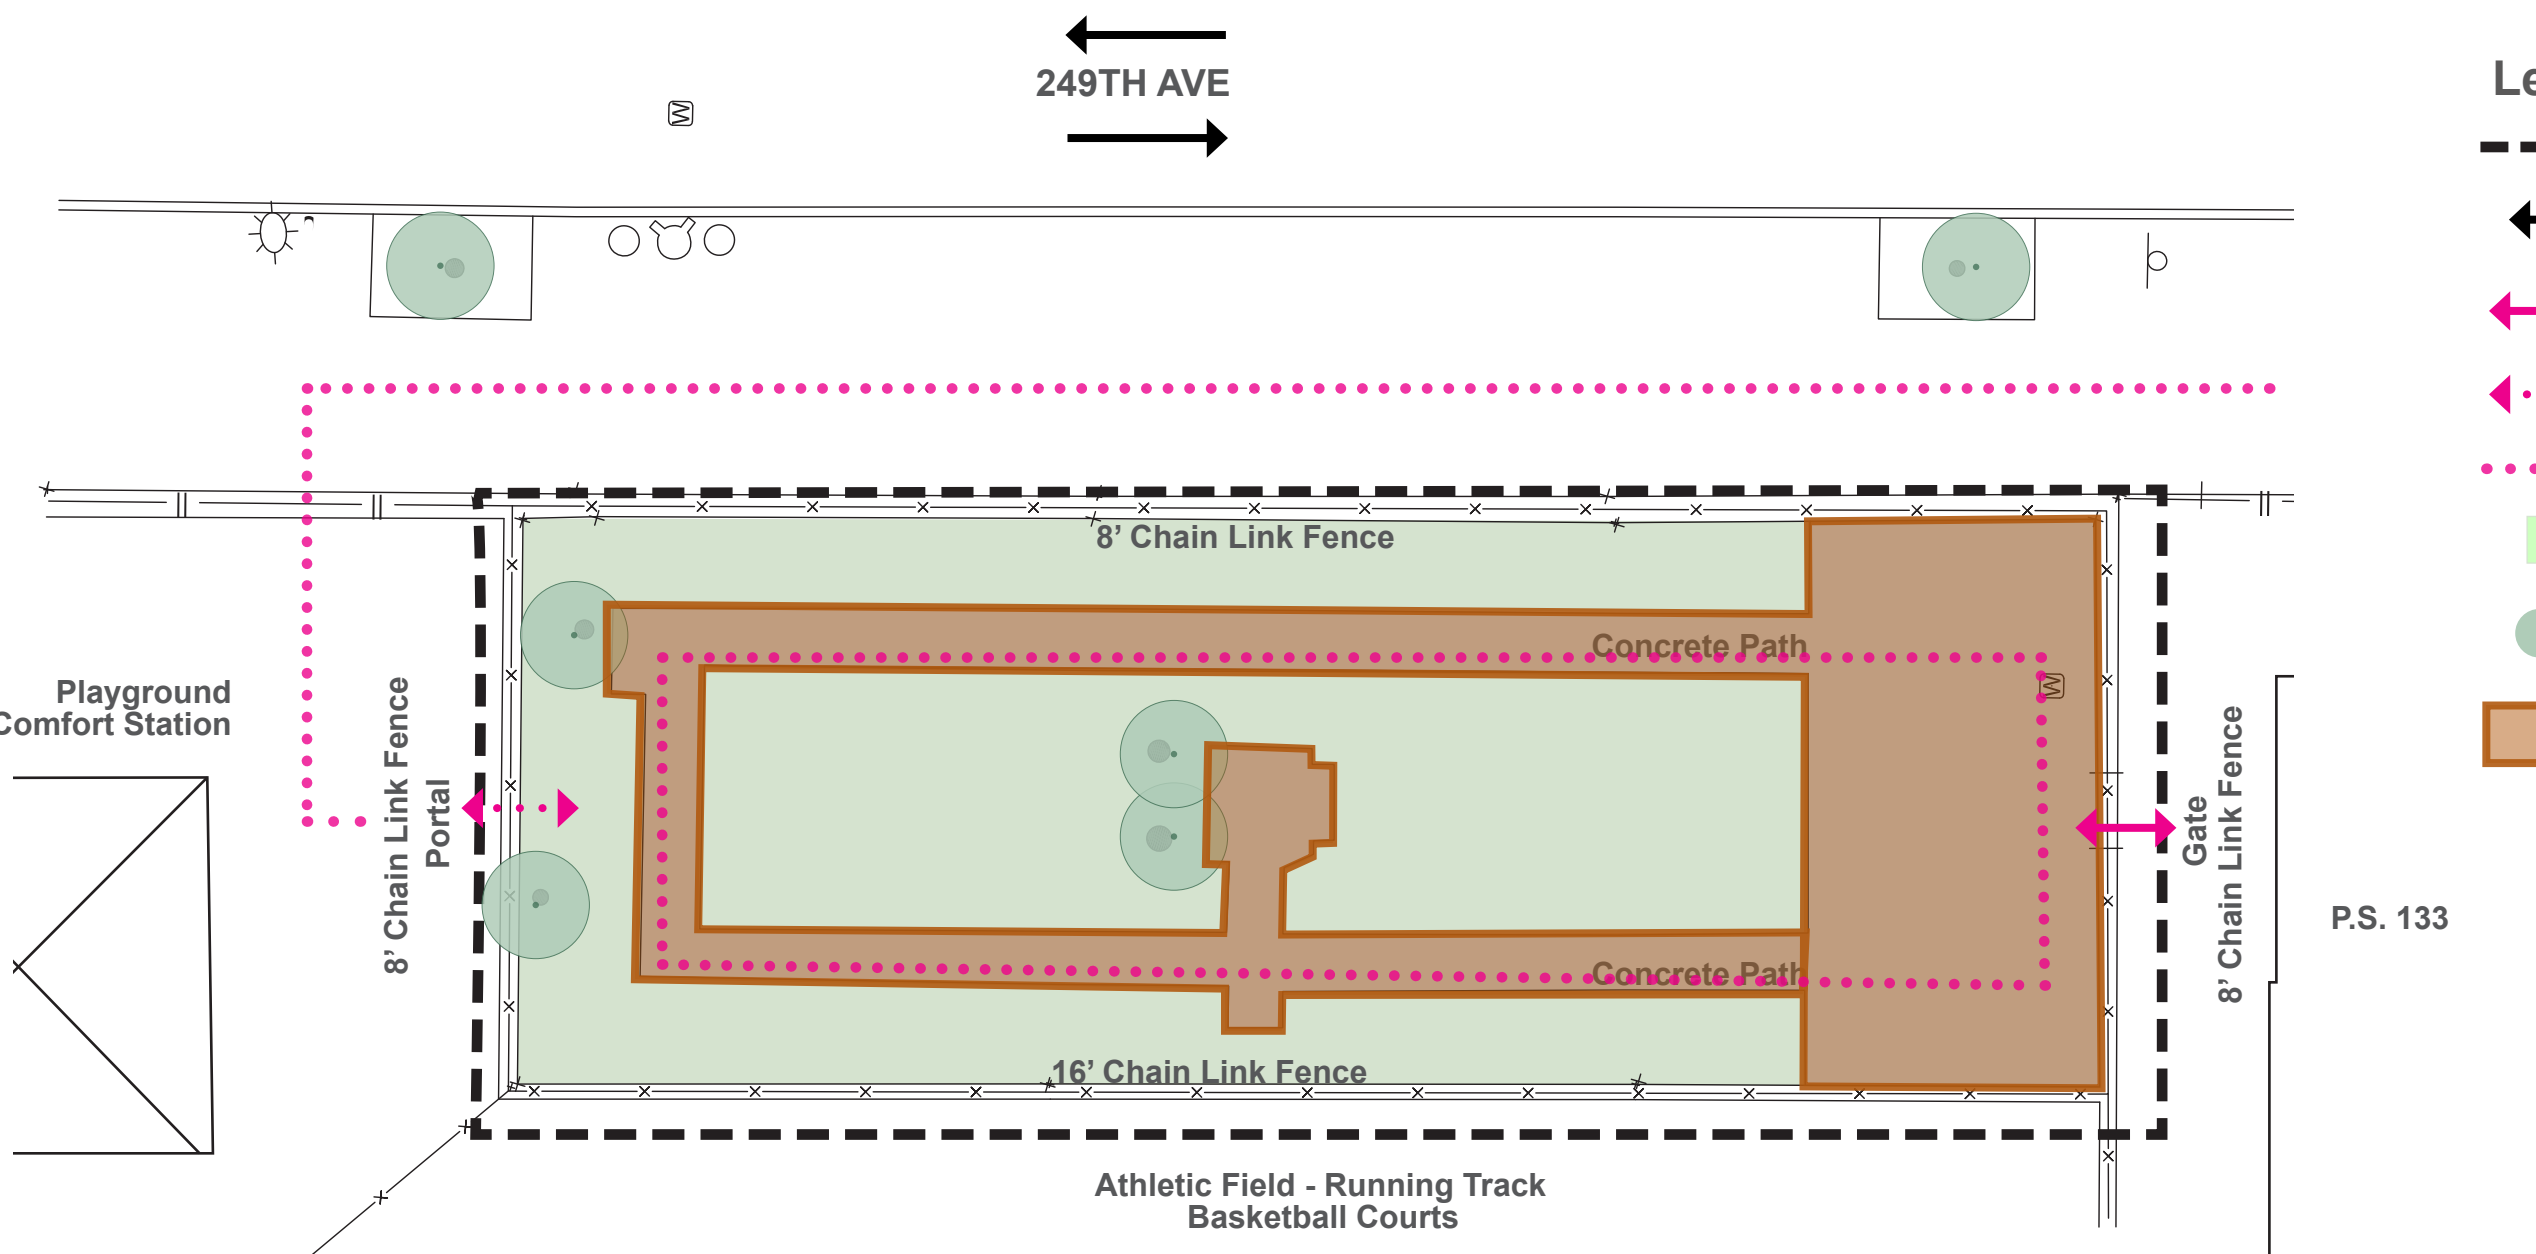 249TH AVE
Le
W
8’ Chain Link Fence
Concrete Path
W
Playground
Comfort Station
8’ Chain Link Fence
Portal
Gate
8’ Chain Link Fence
P.S. 133
Concrete Path
16’ Chain Link Fence
Athletic Field - Running Track
Basketball Courts